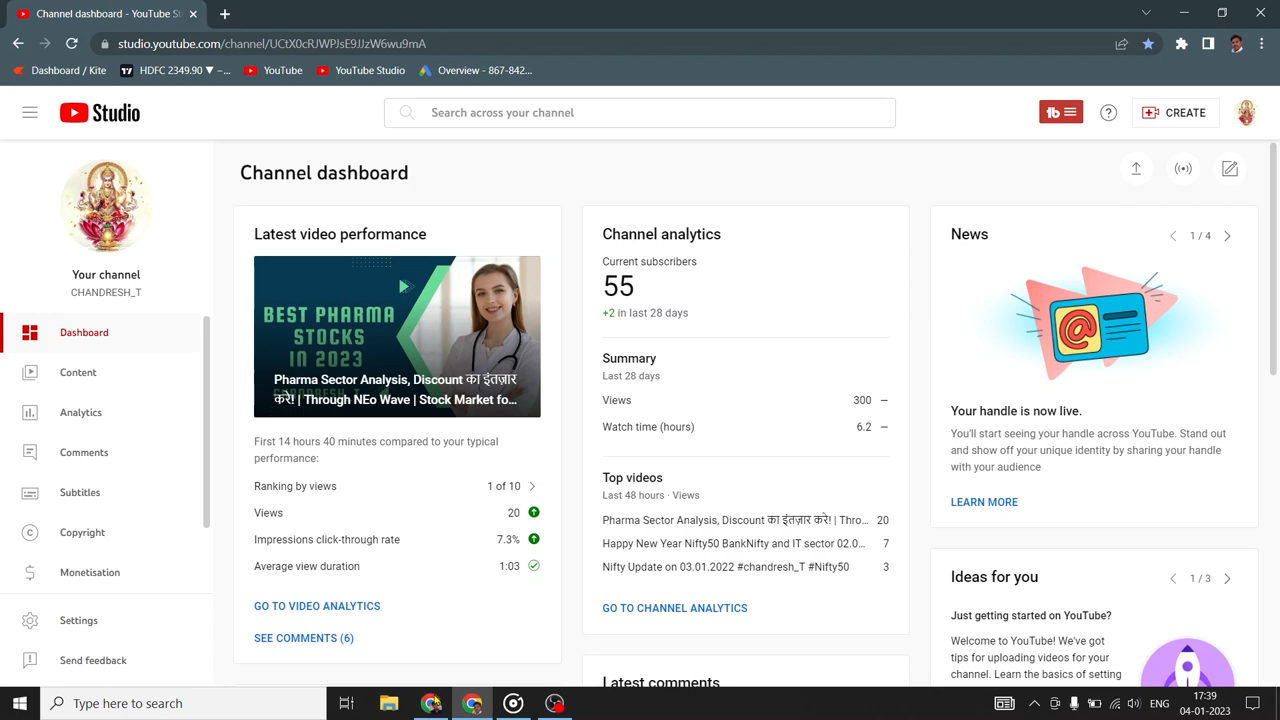 Channel dashboard - YouTube St
studio.youtube.com/channel/UCtX0cRJWPJsE9JJzW6wu9mA
Dashboard / Kite
HDFC 2349.90 ▼ –...
YouTube
YouTube Studio
Overview - 867-842...
Studio
Search across your channel
tb
CREATE
Your channel
CHANDRESH_T
Dashboard
Content
Analytics
Comments
Subtitles
Copyright
Monetisation
Settings
Send feedback
Channel dashboard
Latest video performance
BEST PHARMA
STOCKS
IN 2023
Pharma Sector Analysis, Discount का इंतज़ार
करे! | Through NEo Wave | Stock Market fo...
First 14 hours 40 minutes compared to your typical
performance:
Ranking by views 1 of 10
Views 20
Impressions click-through rate 7.3%
Average view duration 1:03
GO TO VIDEO ANALYTICS
SEE COMMENTS (6)
Channel analytics
Current subscribers
55
+2 in last 28 days
Summary
Last 28 days
Views 300 —
Watch time (hours) 6.2 —
Top videos
Last 48 hours · Views
Pharma Sector Analysis, Discount का इंतज़ार करे! | Thro... 20
Happy New Year Nifty50 BankNifty and IT sector 02.0... 7
Nifty Update on 03.01.2022 #chandresh_T #Nifty50 3
GO TO CHANNEL ANALYTICS
Latest comments
News
1 / 4
Your handle is now live.
You'll start seeing your handle across YouTube. Stand out
and show off your unique identity by sharing your handle
with your audience
LEARN MORE
Ideas for you
1 / 3
Just getting started on YouTube?
Welcome to YouTube! We've got
tips for uploading videos for your
channel. Learn the basics of setting
Type here to search
ENG
17:39
04-01-2023